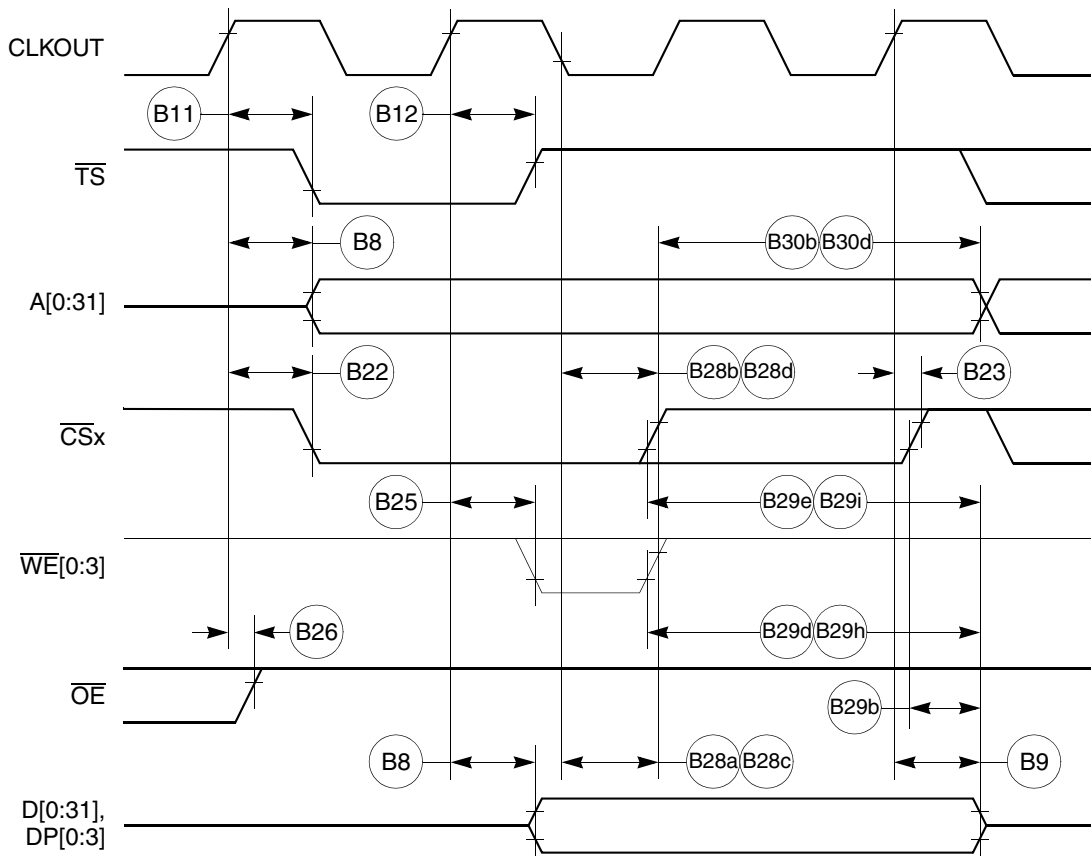 CLKOUT
B11 B12
TS
B8 B30b B30d
A[0:31]
B22 B28b B28d B23
CSx
B25 B29e B29i
WE[0:3]
B26 B29d B29h
OE
B29b
B8 B28a B28c B9
D[0:31],
DP[0:3]